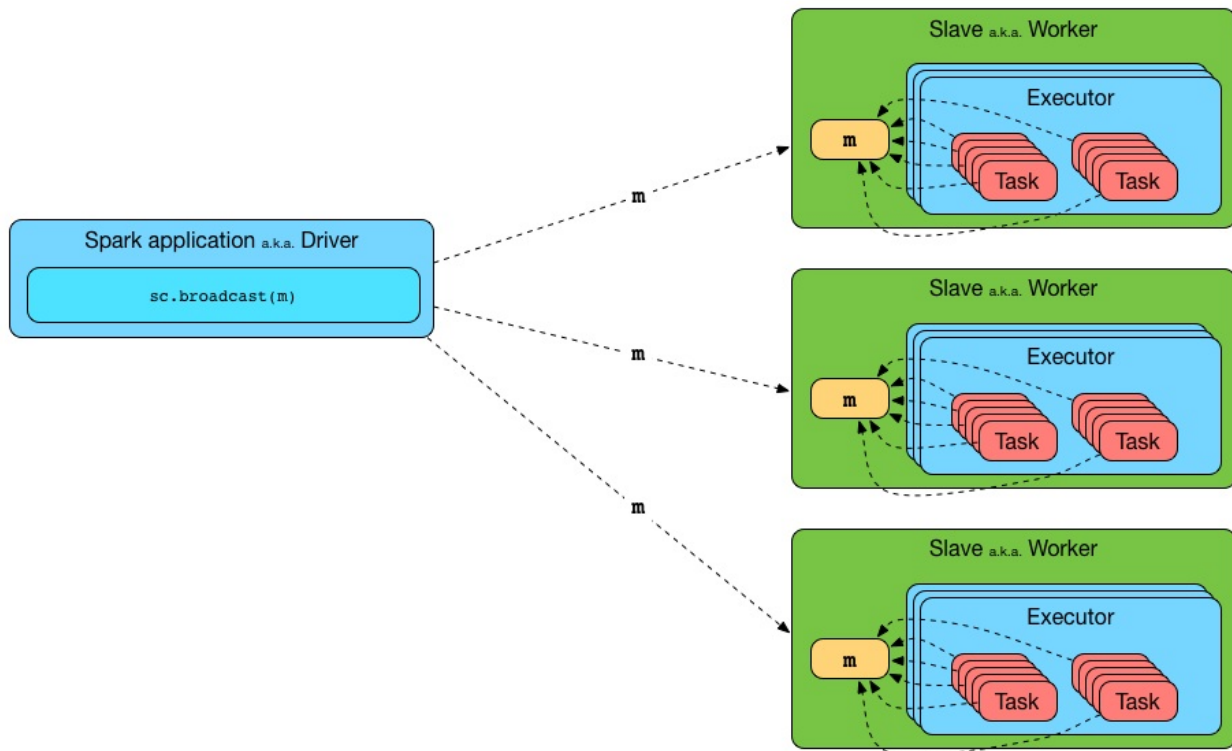 Slave a.k.a. Worker
Executor
m
Task
Task
m
Spark application a.k.a. Driver
sc.broadcast(m)
m
Slave a.k.a. Worker
Executor
m
Task
Task
m
Slave a.k.a. Worker
Executor
m
Task
Task